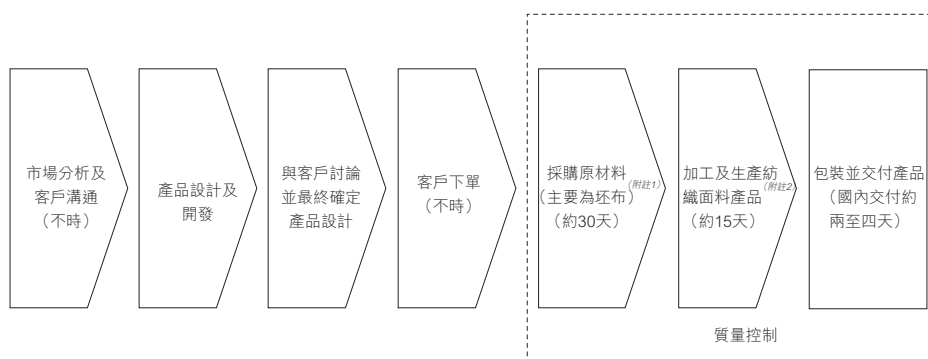 市場分析及
客戶溝通
（不時）
產品設計及
開發
與客戶討論
並最終確定
產品設計
客戶下單
（不時）
採購原材料
（主要為坯布）(附註1)
（約30天）
加工及生產紡
織面料產品(附註2
（約15天）
包裝並交付產品
（國內交付約
兩至四天）
質量控制